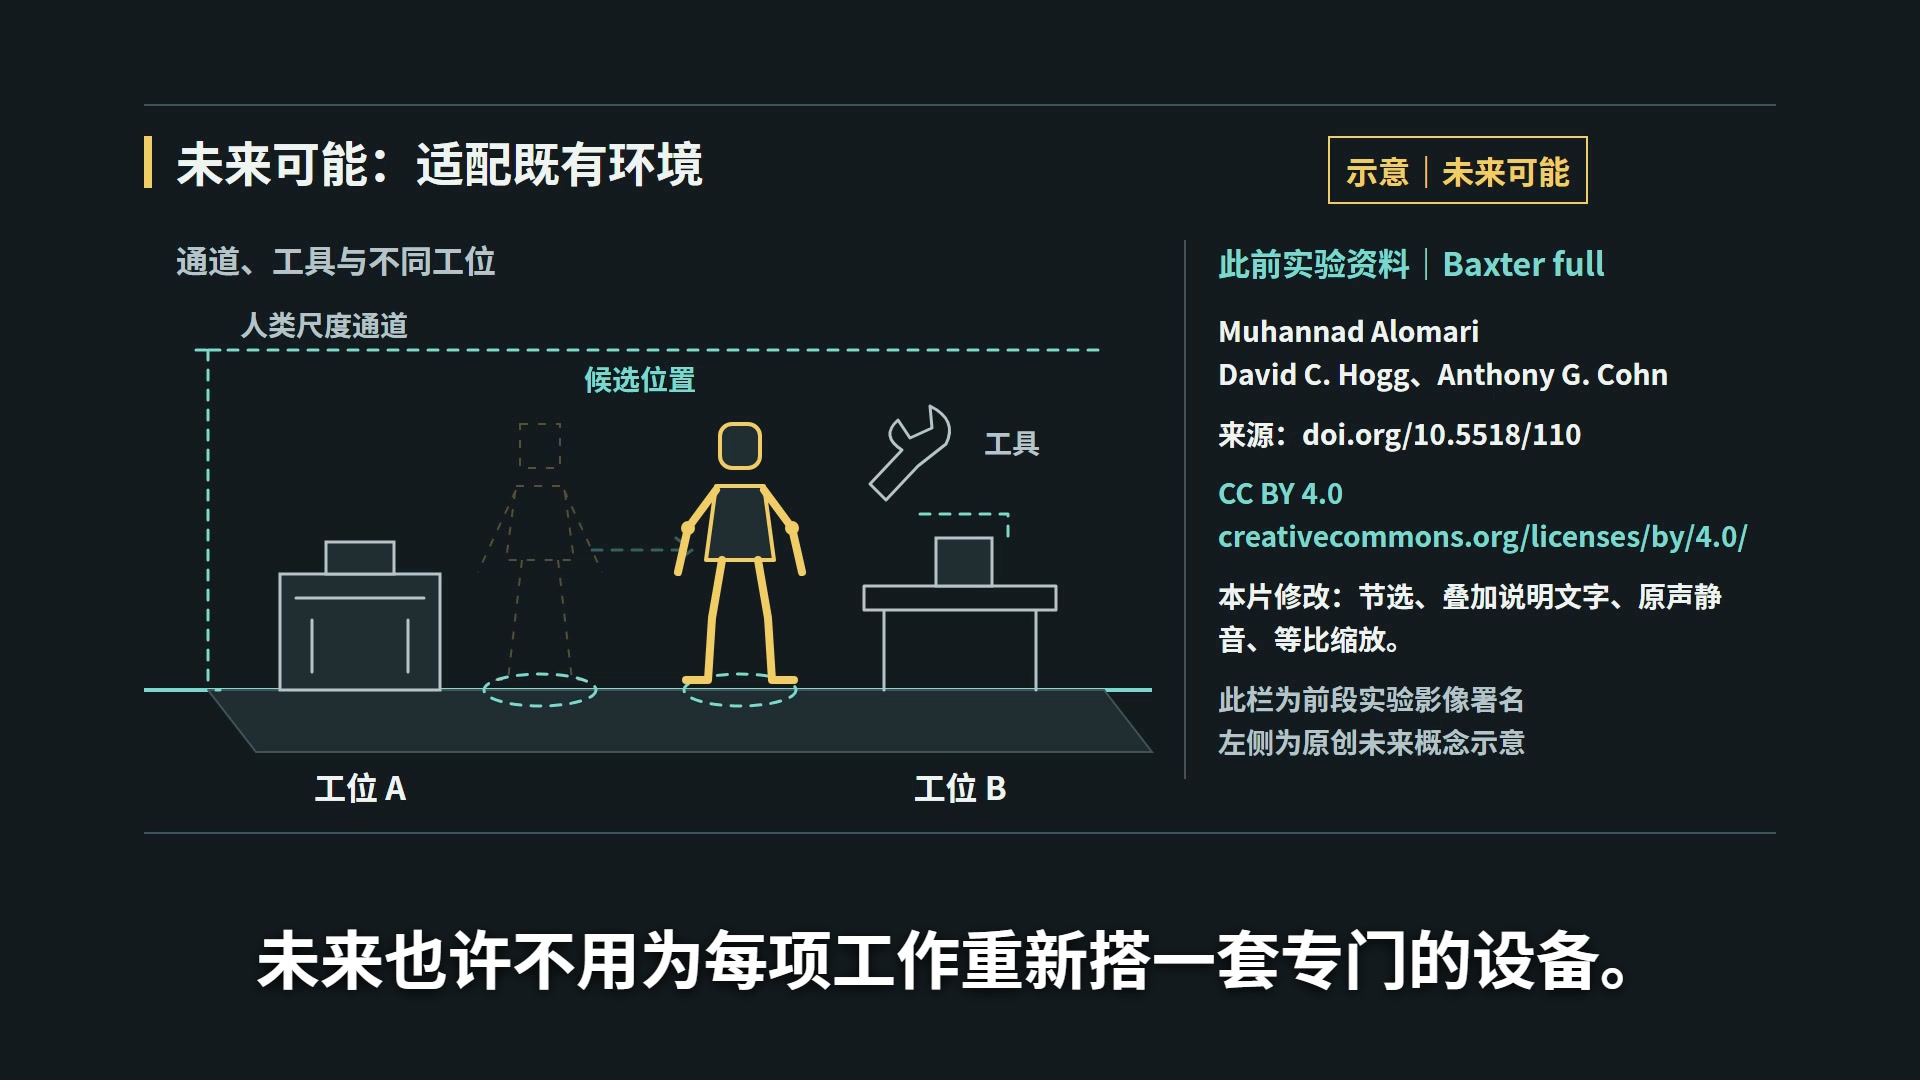 未来可能：适配既有环境
示意｜未来可能
通道、工具与不同工位
人类尺度通道
候选位置
工具
工位 A
工位 B
此前实验资料｜Baxter full
Muhannad Alomari
David C. Hogg、Anthony G. Cohn
来源：doi.org/10.5518/110
CC BY 4.0
creativecommons.org/licenses/by/4.0/
本片修改：节选、叠加说明文字、原声静
音、等比缩放。
此栏为前段实验影像署名
左侧为原创未来概念示意
未来也许不用为每项工作重新搭一套专门的设备。